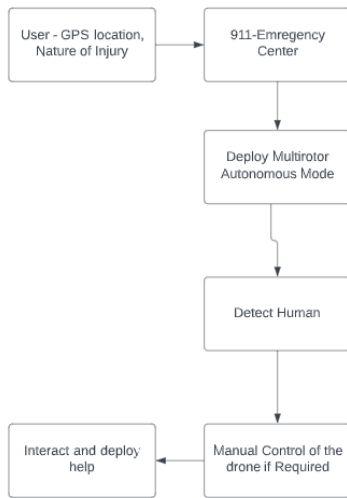 User - GPS location,
Nature of Injury
911-Emregency
Center
Deploy Multirotor
Autonomous Mode
Detect Human
Manual Control of the
drone if Required
Interact and deploy
help